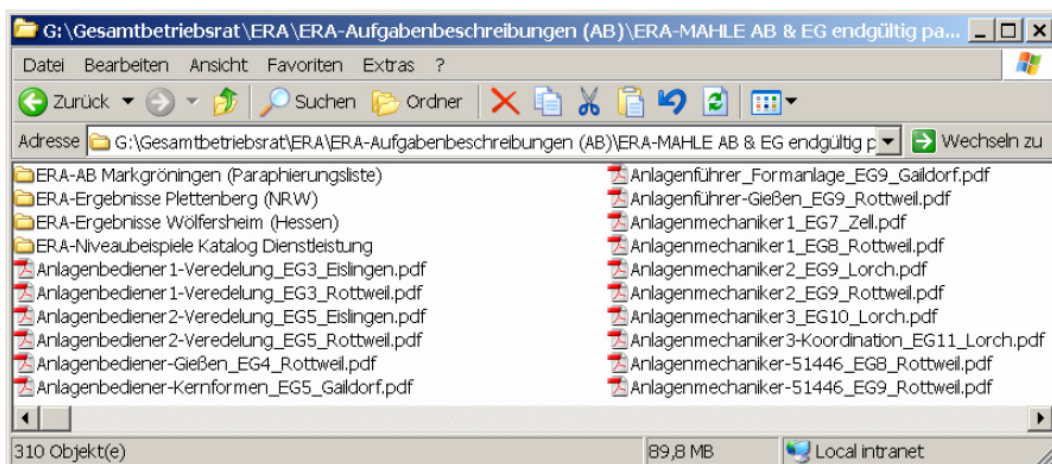 G:\Gesamtbetriebsrat\ERA\ERA-Aufgabenbeschreibungen (AB)\ERA-MAHLE AB & EG endgültig pa...
Datei Bearbeiten Ansicht Favoriten Extras ?
Zurück Suchen Ordner
Adresse G:\Gesamtbetriebsrat\ERA\ERA-Aufgabenbeschreibungen (AB)\ERA-MAHLE AB & EG endgültig p Wechseln zu
ERA-AB Markgröningen (Paraphierungsliste)
ERA-Ergebnisse Plettenberg (NRW)
ERA-Ergebnisse Wölfersheim (Hessen)
ERA-Niveaubeispiele Katalog Dienstleistung
Anlagenbediener1-Veredelung_EG3_Eislingen.pdf
Anlagenbediener1-Veredelung_EG3_Rottweil.pdf
Anlagenbediener2-Veredelung_EG5_Eislingen.pdf
Anlagenbediener2-Veredelung_EG5_Rottweil.pdf
Anlagenbediener-Gießen_EG4_Rottweil.pdf
Anlagenbediener-Kernformen_EG5_Gaildorf.pdf
Anlagenführer_Formanlage_EG9_Gaildorf.pdf
Anlagenführer-Gießen_EG9_Rottweil.pdf
Anlagenmechaniker1_EG7_Zell.pdf
Anlagenmechaniker1_EG8_Rottweil.pdf
Anlagenmechaniker2_EG9_Lorch.pdf
Anlagenmechaniker2_EG9_Rottweil.pdf
Anlagenmechaniker3_EG10_Lorch.pdf
Anlagenmechaniker3-Koordination_EG11_Lorch.pdf
Anlagenmechaniker-51446_EG8_Rottweil.pdf
Anlagenmechaniker-51446_EG9_Rottweil.pdf
310 Objekt(e) 89,8 MB Local intranet